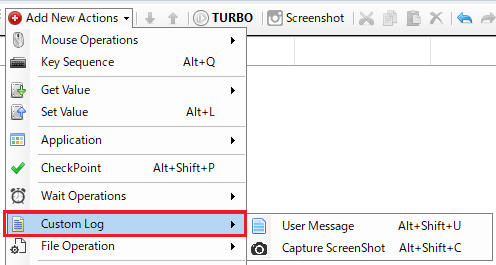 Add New Actions TURBO Screenshot
Mouse Operations
Key Sequence Alt+Q
Get Value
Set Value Alt+L
Application
CheckPoint Alt+Shift+P
Wait Operations
Custom Log
User Message Alt+Shift+U
File Operation
Capture ScreenShot Alt+Shift+C